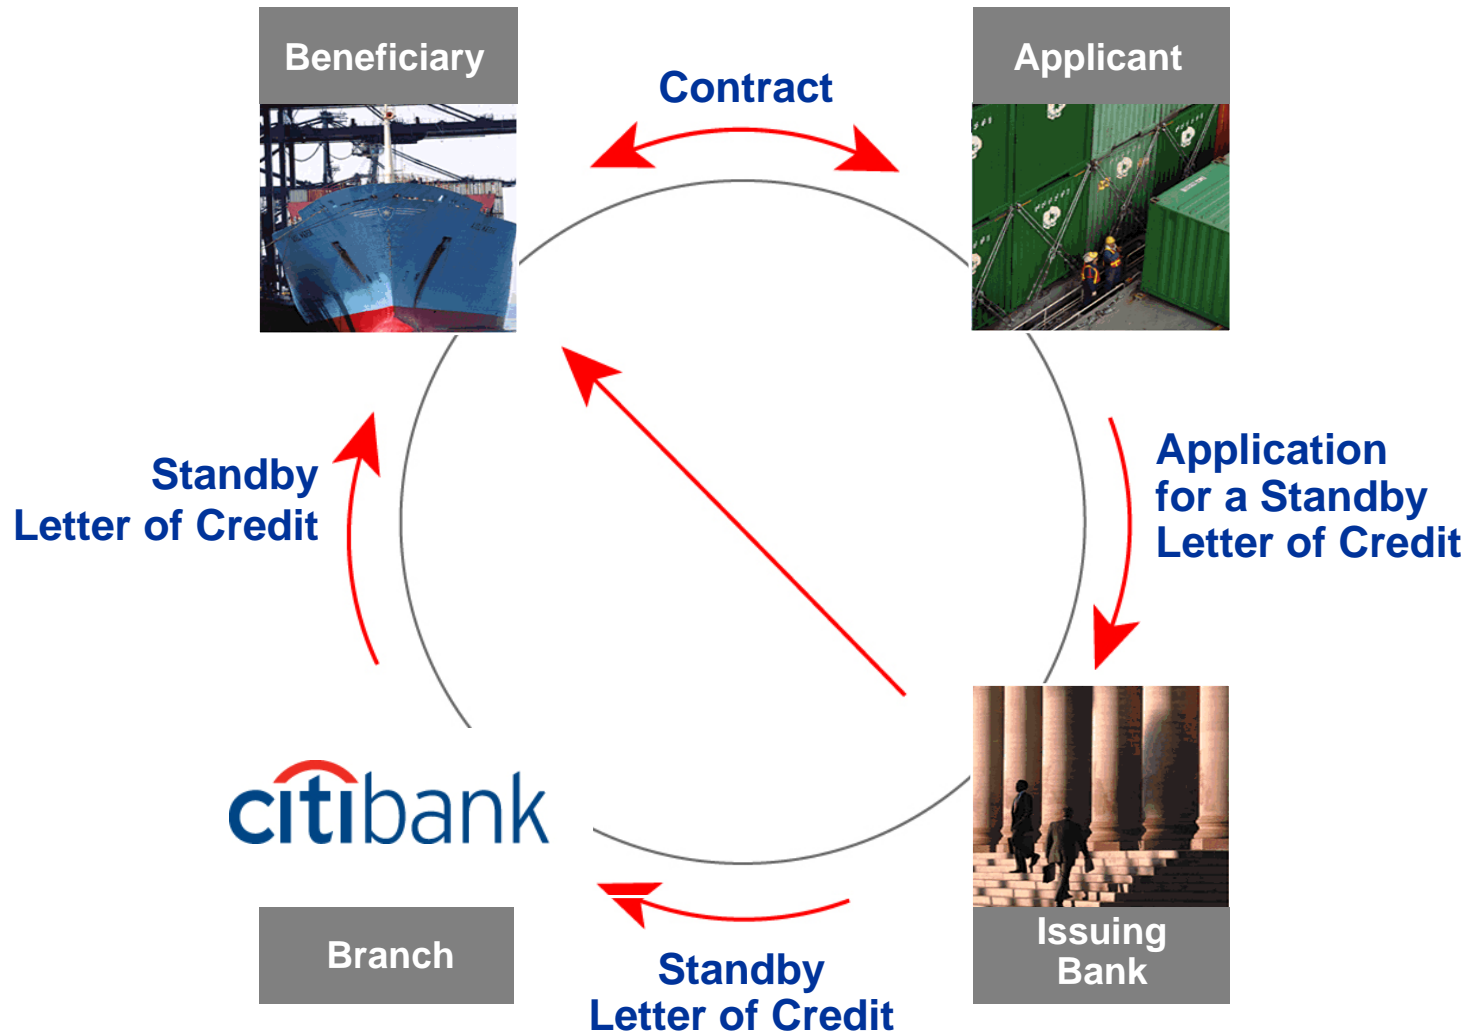 Beneficiary
Applicant
Contract
Standby
Letter of Credit
Application
for a Standby
Letter of Credit
citibank
Branch
Standby
Letter of Credit
Issuing
Bank